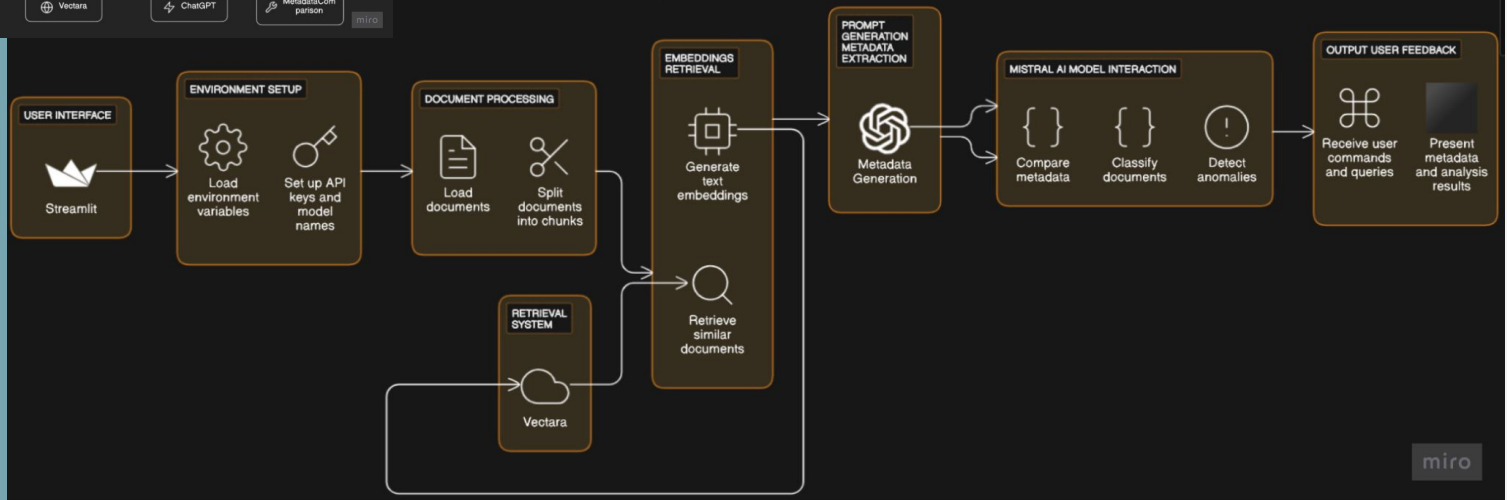 Vectara
ChatGPT
MetadataCom
parison
miro
USER INTERFACE
Streamlit
ENVIRONMENT SETUP
Load
environment
variables
Set up API
keys and
model
names
DOCUMENT PROCESSING
Load
documents
Split
documents
into chunks
RETRIEVAL
SYSTEM
Vectara
EMBEDDINGS
RETRIEVAL
Generate
text
embeddings
Retrieve
similar
documents
PROMPT
GENERATION
METADATA
EXTRACTION
Metadata
Generation
MISTRAL AI MODEL INTERACTION
Compare
metadata
Classify
documents
Detect
anomalies
OUTPUT USER FEEDBACK
Receive user
commands
and queries
Present
metadata
and analysis
results
miro